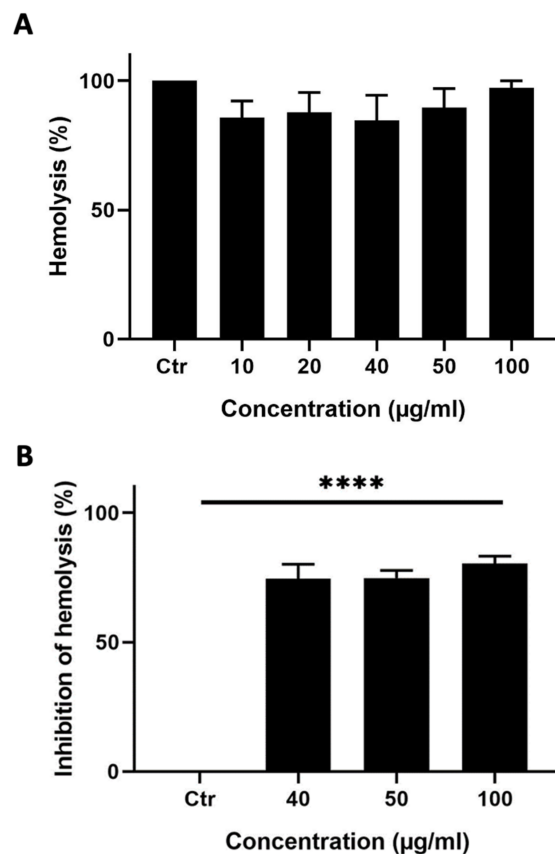 A
Hemolysis (%)
100
50
0
Ctr 10 20 40 50 100
Concentration (µg/ml)
B
****
Inhibition of hemolysis (%)
100
50
0
Ctr 40 50 100
Concentration (µg/ml)